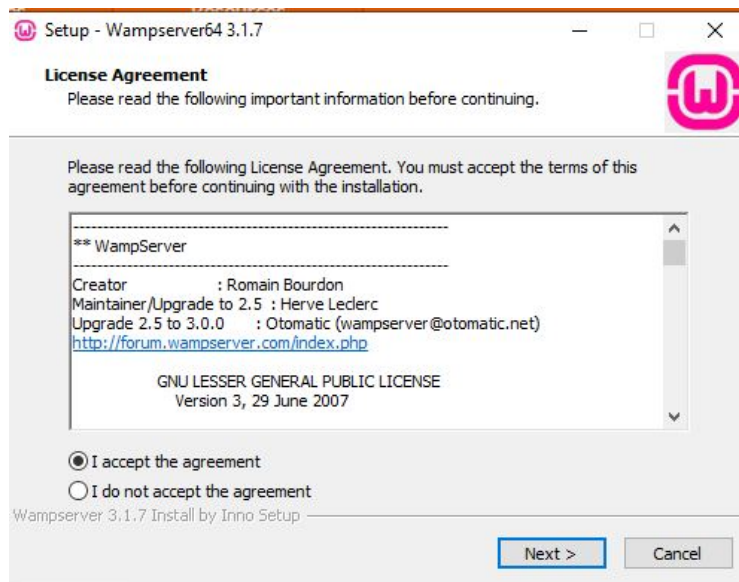 Resources
Setup - Wampserver64 3.1.7
License Agreement
Please read the following important information before continuing.
Please read the following License Agreement. You must accept the terms of this
agreement before continuing with the installation.
---------------------------------------------------------------
** WampServer
---------------------------------------------------------------
Creator : Romain Bourdon
Maintainer/Upgrade to 2.5 : Herve Leclerc
Upgrade 2.5 to 3.0.0 : Otomatic (wampserver@otomatic.net)
http://forum.wampserver.com/index.php
GNU LESSER GENERAL PUBLIC LICENSE
Version 3, 29 June 2007
I accept the agreement
I do not accept the agreement
Wampserver 3.1.7 Install by Inno Setup
Next >
Cancel